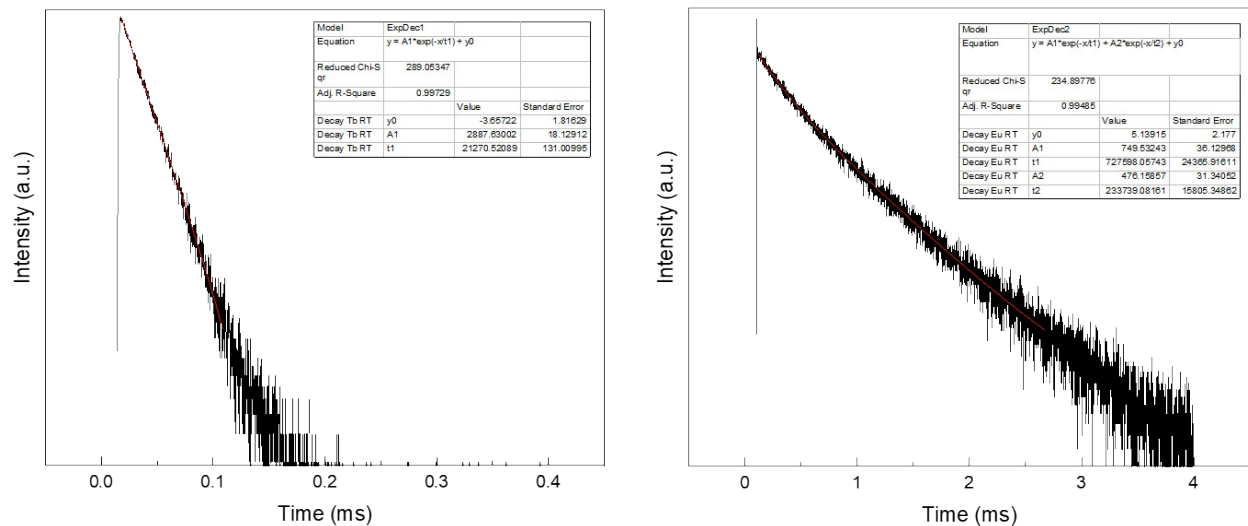 Model ExpDec1
Equation y = A1*exp(-x/t1) + y0
Reduced Chi-S
qr 289.05347
Adj. R-Square 0.99729
Value Standard Error
Decay Tb RT y0 -3.65722 1.81629
Decay Tb RT A1 2887.63002 18.12912
Decay Tb RT t1 21270.52089 131.00995
Intensity (a.u.)
0.0 0.1 0.2 0.3 0.4
Time (ms)
Model ExpDec2
Equation y = A1*exp(-x/t1) + A2*exp(-x/t2) + y0
Reduced Chi-S
qr 234.89776
Adj. R-Square 0.99485
Value Standard Error
Decay Eu RT y0 5.13915 2.177
Decay Eu RT A1 749.53243 36.12968
Decay Eu RT t1 727598.05743 24365.91611
Decay Eu RT A2 476.15857 31.34052
Decay Eu RT t2 233739.08161 15805.34862
Intensity (a.u.)
0 1 2 3 4
Time (ms)